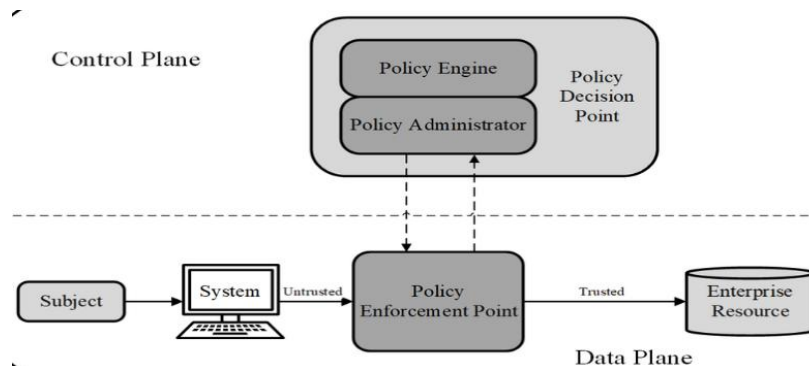 Control Plane
Policy Engine
Policy Administrator
Policy
Decision
Point
Subject
System
Untrusted
Policy
Enforcement Point
Trusted
Enterprise
Resource
Data Plane